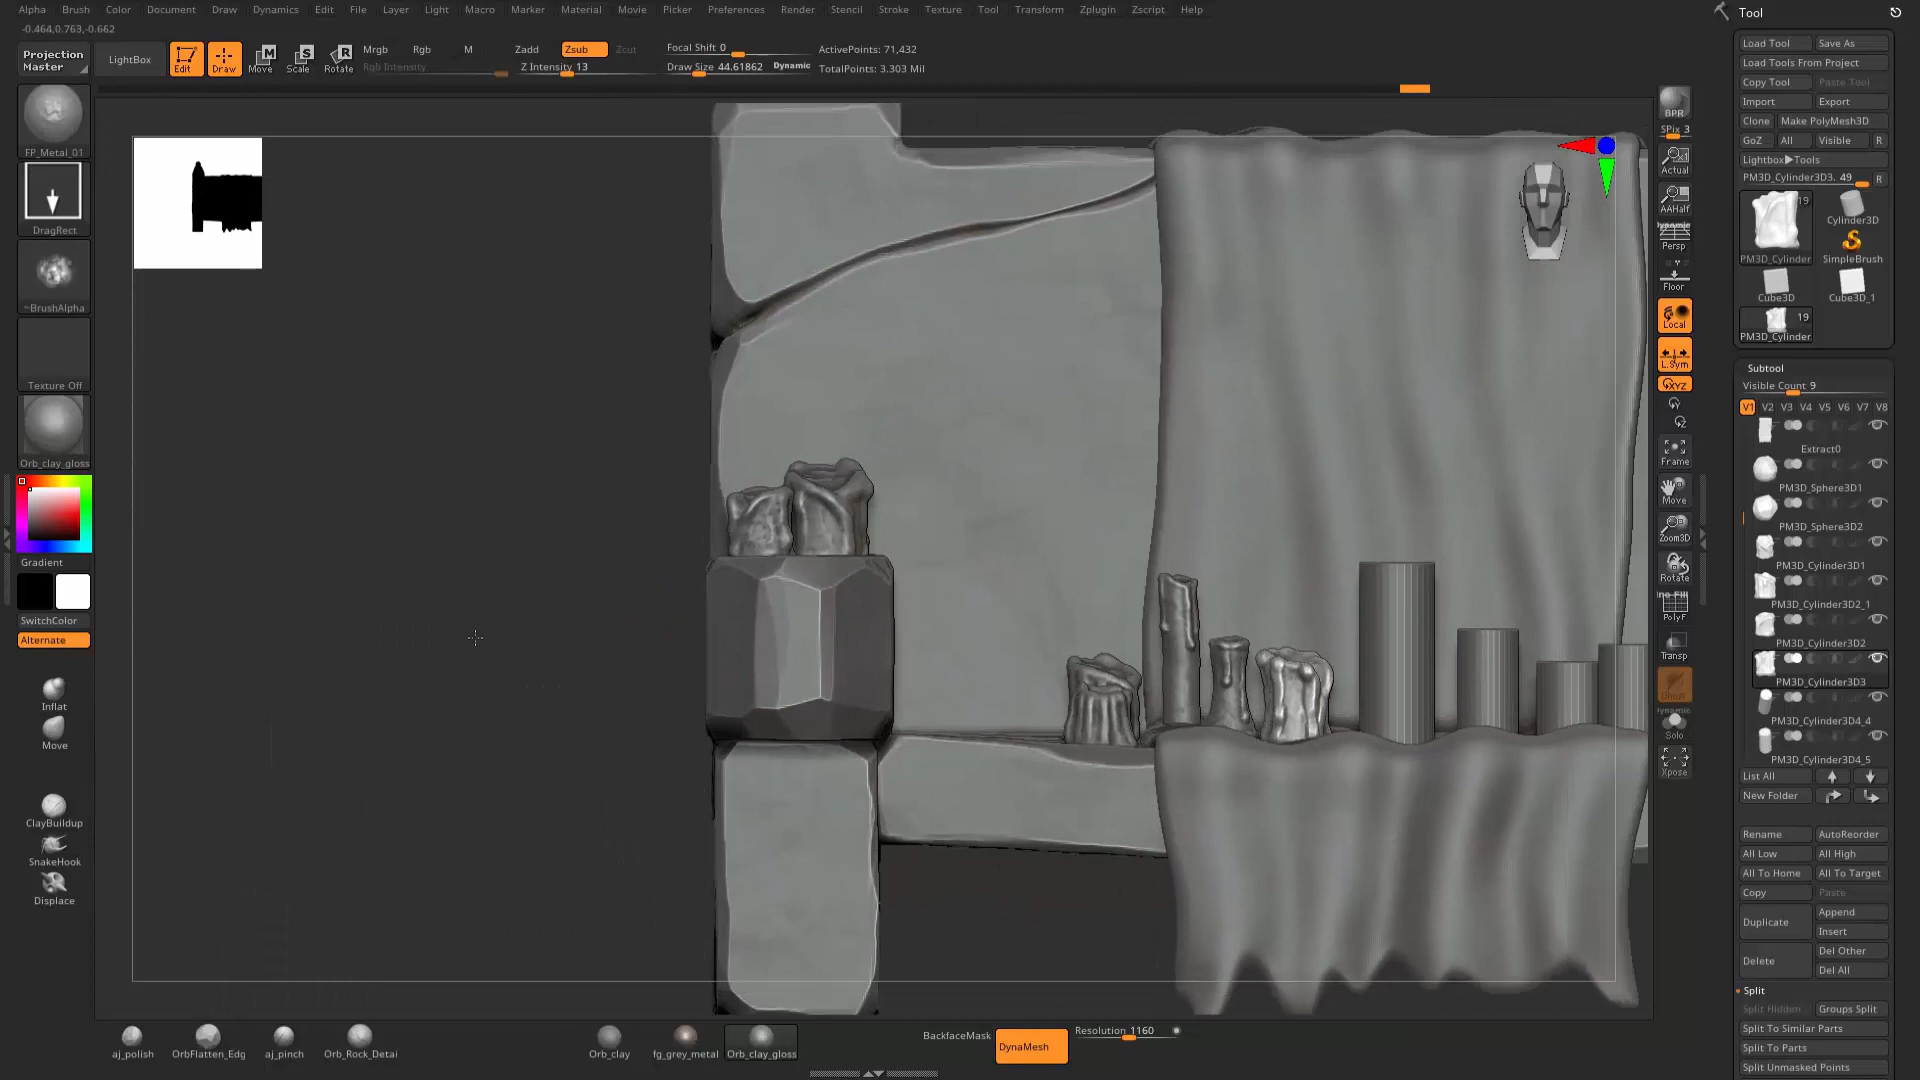 Alpha Brush Color Document Draw Dynamics Edit File Layer Light Macro Marker Material Movie Picker Preferences Render Stencil Stroke Texture Tool Transform Zplugin Zscript Help
-0.464,0.763,-0.662
Projection Master
LightBox
Edit
Draw
Move
Scale
Rotate
Mrgb Rgb M
Rgb Intensity
Zadd Zsub Zcut
Z Intensity 13
Focal Shift 0
Draw Size 44.61862 Dynamic
ActivePoints: 71,432
TotalPoints: 3.303 Mil
FP_Metal_01
DragRect
~BrushAlpha
Texture Off
Orb_clay_gloss
Gradient
SwitchColor
Alternate
Inflat
Move
ClayBuildup
SnakeHook
Displace
BPR
SPix 3
Actual
AAHalf
Dynamic
Persp
Floor
Local
L.Sym
XYZ
Frame
Move
Zoom3D
Rotate
PolyF
Transp
Ghost
Dynamic
Solo
Xpose
Tool
Load Tool Save As
Load Tools From Project
Copy Tool Paste Tool
Import Export
Clone Make PolyMesh3D
GoZ All Visible R
Lightbox▶Tools
PM3D_Cylinder3D3. 49 R
19
PM3D_Cylinder
Cylinder3D
SimpleBrush
Cube3D Cube3D_1
19
PM3D_Cylinder
Subtool
Visible Count 9
V1 V2 V3 V4 V5 V6 V7 V8
Extract0
PM3D_Sphere3D1
PM3D_Sphere3D2
PM3D_Cylinder3D1
PM3D_Cylinder3D2_1
PM3D_Cylinder3D2
PM3D_Cylinder3D3
PM3D_Cylinder3D4_4
PM3D_Cylinder3D4_5
List All
New Folder
Rename AutoReorder
All Low All High
All To Home All To Target
Copy Paste
Duplicate Append
Insert
Delete Del Other
Del All
Split
Split Hidden Groups Split
Split To Similar Parts
Split To Parts
Split Unmasked Points
aj_polish OrbFlatten_Edg aj_pinch Orb_Rock_Detai Orb_clay fg_grey_metal Orb_clay_gloss
BackfaceMask
DynaMesh
Resolution 1160